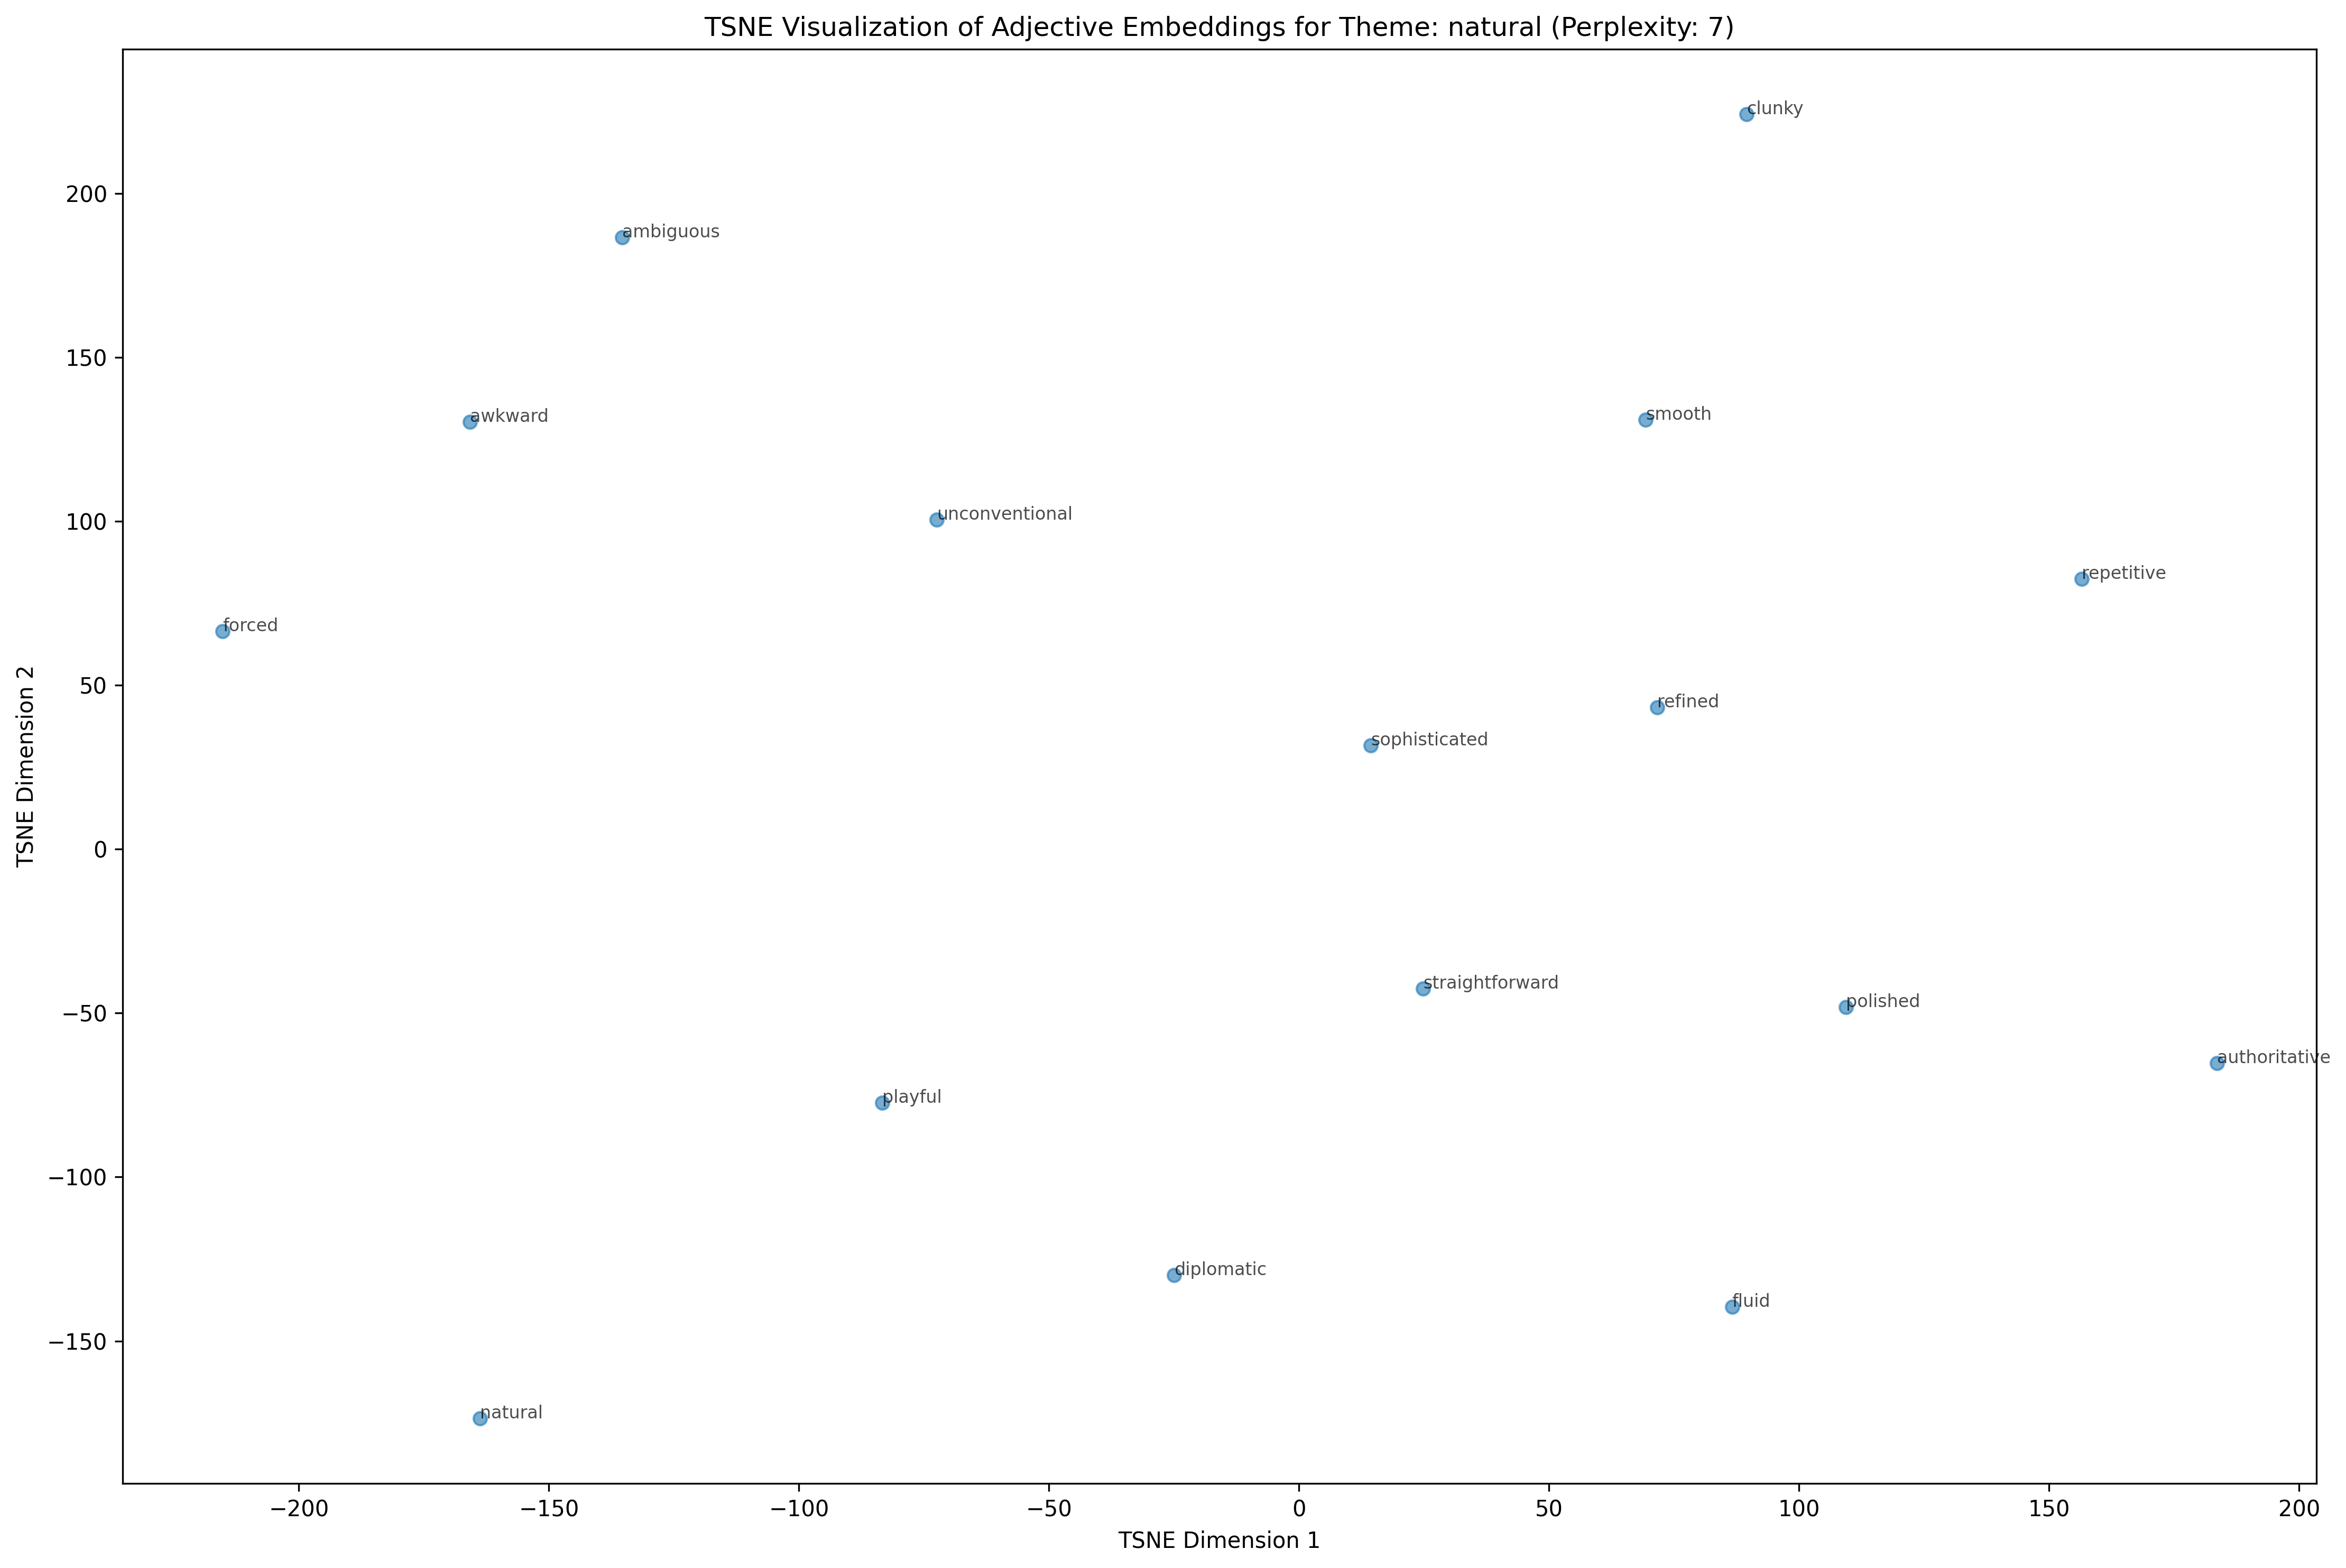 TSNE Visualization of Adjective Embeddings for Theme: natural (Perplexity: 7)
clunky
ambiguous
awkward
smooth
unconventional
repetitive
forced
refined
sophisticated
straightforward
polished
authoritative
playful
diplomatic
fluid
natural
200
150
100
50
0
−50
−100
−150
TSNE Dimension 2
−200
−150
−100
−50
0
50
100
150
200
TSNE Dimension 1